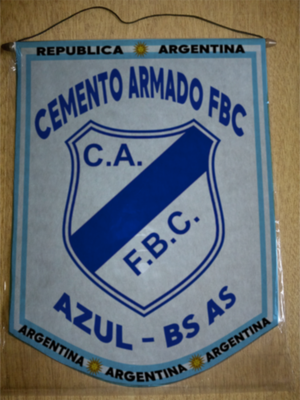 REPUBLICA ARGENTINA
CEMENTO ARMADO FBC
C.A.
F.B.C.
AZUL - BS AS
ARGENTINA ARGENTINA ARGENTINA